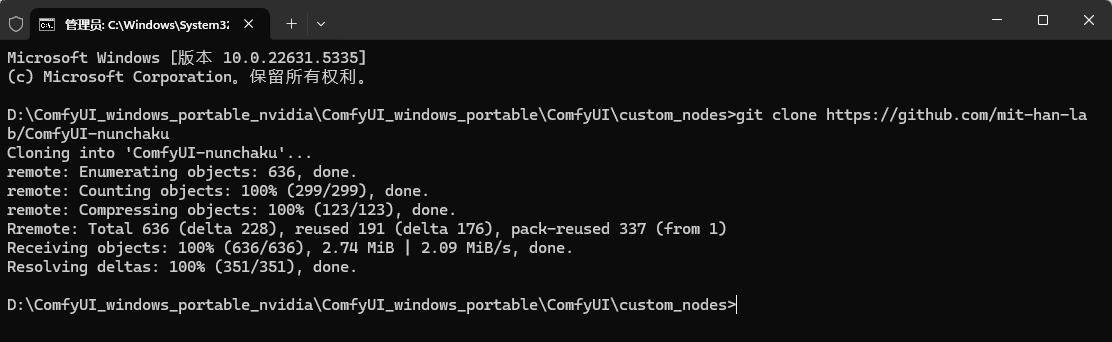 管理员: C:\Windows\System32
Microsoft Windows [版本 10.0.22631.5335]
(c) Microsoft Corporation。保留所有权利。
D:\ComfyUI_windows_portable_nvidia\ComfyUI_windows_portable\ComfyUI\custom_nodes>git clone https://github.com/mit-han-la
b/ComfyUI-nunchaku
Cloning into 'ComfyUI-nunchaku'...
remote: Enumerating objects: 636, done.
remote: Counting objects: 100% (299/299), done.
remote: Compressing objects: 100% (123/123), done.
Rremote: Total 636 (delta 228), reused 191 (delta 176), pack-reused 337 (from 1)
Receiving objects: 100% (636/636), 2.74 MiB | 2.09 MiB/s, done.
Resolving deltas: 100% (351/351), done.
D:\ComfyUI_windows_portable_nvidia\ComfyUI_windows_portable\ComfyUI\custom_nodes>